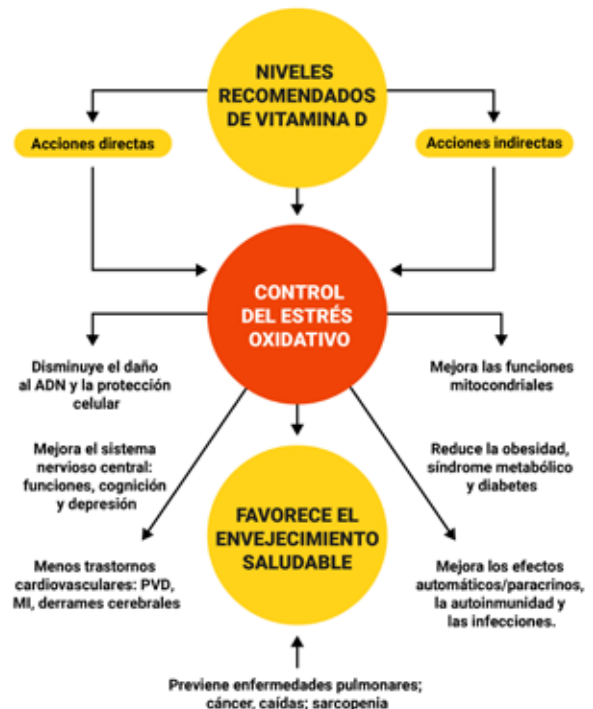 NIVELES
RECOMENDADOS
DE VITAMINA D
Acciones directas
Acciones indirectas
CONTROL
DEL ESTRÉS
OXIDATIVO
Disminuye el daño
al ADN y la protección
celular
Mejora las funciones
mitocondriales
Mejora el sistema
nervioso central:
funciones, cognición
y depresión
Reduce la obesidad,
síndrome metabólico
y diabetes
FAVORECE EL
ENVEJECIMIENTO
SALUDABLE
Menos trastornos
cardiovasculares: PVD,
MI, derrames cerebrales
Mejora los efectos
automáticos/paracrinos,
la autoinmunidad y
las infecciones.
Previene enfermedades pulmonares;
cáncer, caídas; sarcopenia